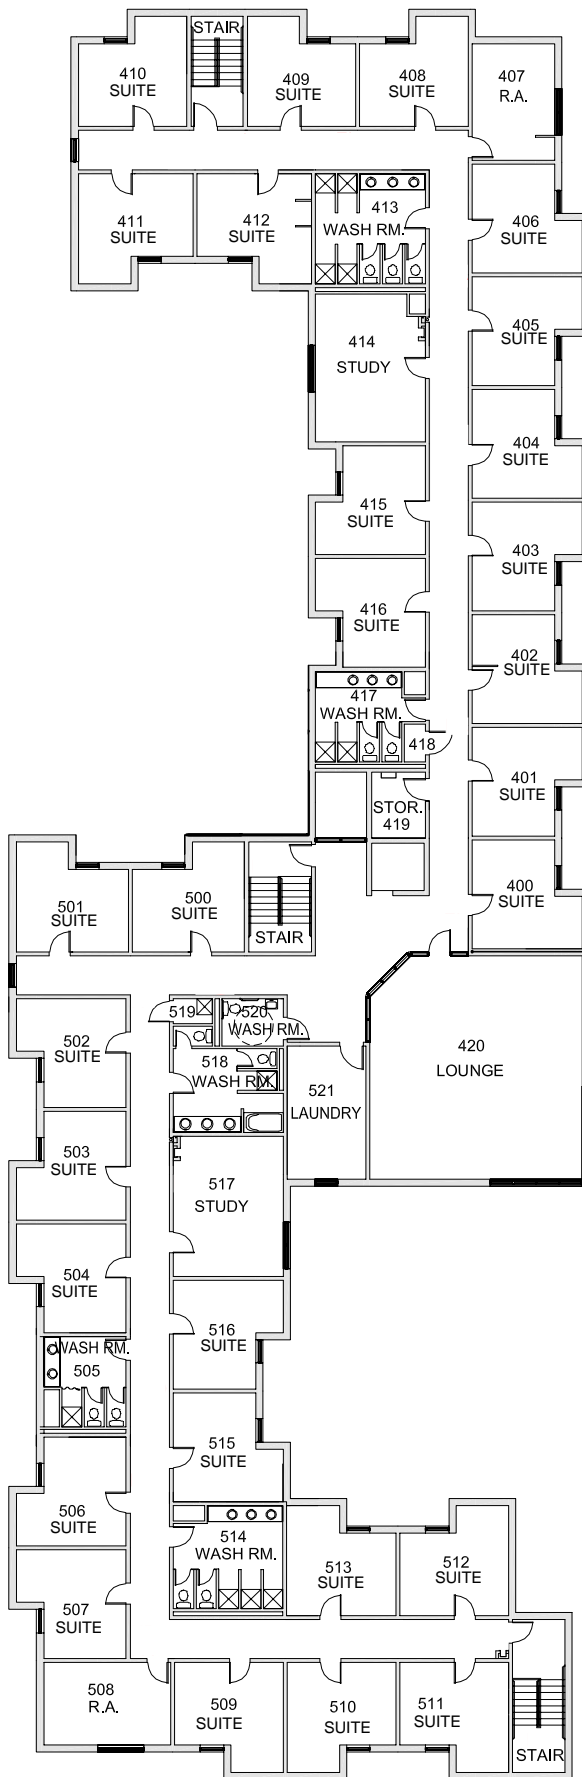 STAIR
410
SUITE
409
SUITE
408
SUITE
407
R.A.
411
SUITE
412
SUITE
413
WASH RM.
406
SUITE
405
SUITE
414
STUDY
404
SUITE
415
SUITE
403
SUITE
416
SUITE
402
SUITE
417
WASH RM.
418
401
SUITE
STOR.
419
400
SUITE
501
SUITE
500
SUITE
STAIR
519
520
WASH RM.
502
SUITE
518
WASH RM.
420
LOUNGE
521
LAUNDRY
503
SUITE
517
STUDY
504
SUITE
516
SUITE
WASH RM.
505
515
SUITE
506
SUITE
514
WASH RM.
513
SUITE
512
SUITE
507
SUITE
508
R.A.
509
SUITE
510
SUITE
511
SUITE
STAIR